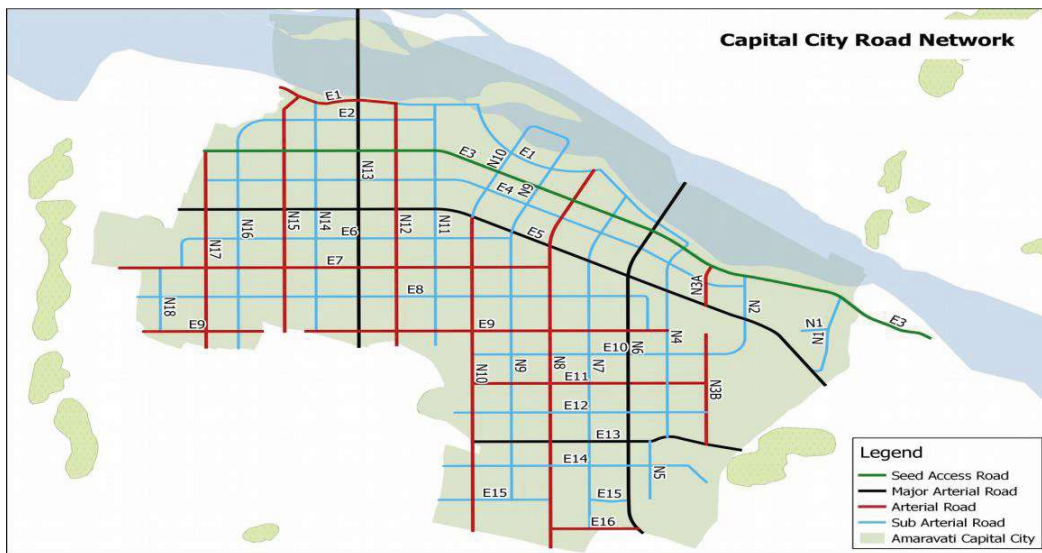 Capital City Road Network
E1
E2
E3
N10
E1
N13
E4
N9
N16
N15
N14
E6
N12
N11
E5
N17
E7
N3A
E8
N2
N18
E9
E9
N4
N1
N1
E3
E10
N6
N10
N9
N8
N7
E11
N3B
E12
E13
E14
N5
E15
E15
E16
Legend
Seed Access Road
Major Arterial Road
Arterial Road
Sub Arterial Road
Amaravati Capital City